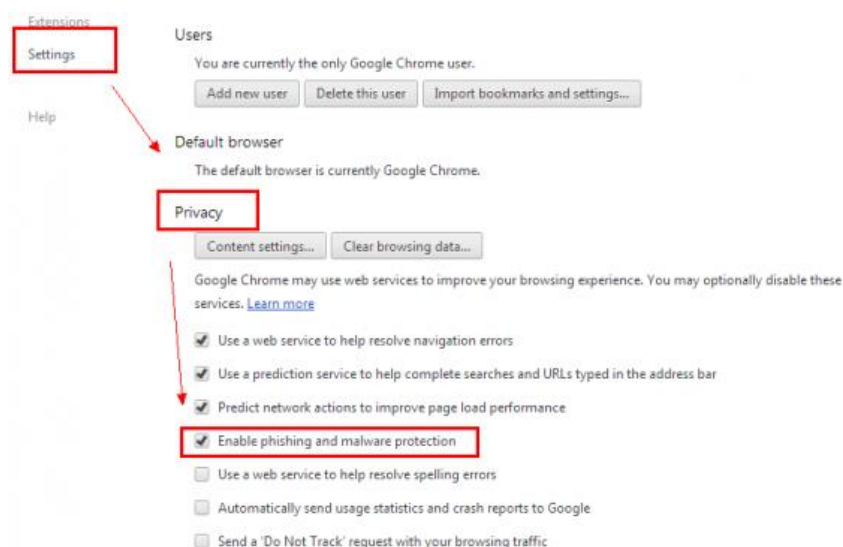 Extensions
Settings
Help
Users
You are currently the only Google Chrome user.
Add new user
Delete this user
Import bookmarks and settings...
Default browser
The default browser is currently Google Chrome.
Privacy
Content settings...
Clear browsing data...
Google Chrome may use web services to improve your browsing experience. You may optionally disable these
services. Learn more
Use a web service to help resolve navigation errors
Use a prediction service to help complete searches and URLs typed in the address bar
Predict network actions to improve page load performance
Enable phishing and malware protection
Use a web service to help resolve spelling errors
Automatically send usage statistics and crash reports to Google
Send a 'Do Not Track' request with your browsing traffic